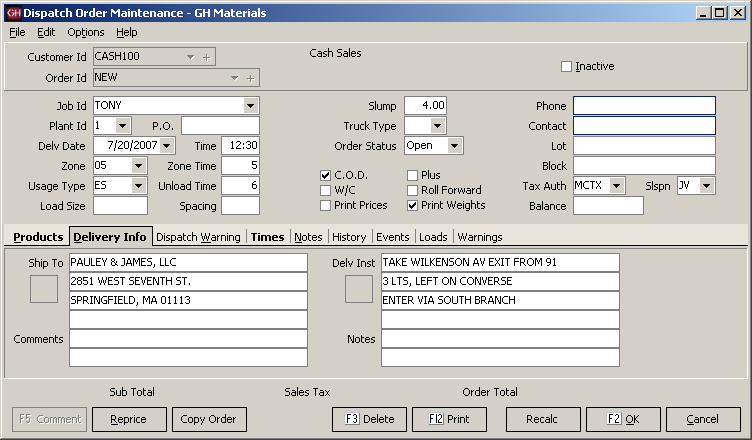 GH Dispatch Order Maintenance - GH Materials
File Edit Options Help
Customer Id CASH100 Cash Sales
Order Id NEW Inactive
Job Id TONY Slump 4.00 Phone
Plant Id 1 P.O. Truck Type Contact
Delv Date 7/20/2007 Time 12:30 Order Status Open Lot
Zone 05 Zone Time 5 C.O.D. Plus Block
Usage Type ES Unload Time 6 W/C Roll Forward Tax Auth MCTX Slspn JV
Load Size Spacing Print Prices Print Weights Balance
Products Delivery Info Dispatch Warning Times Notes History Events Loads Warnings
Ship To PAULEY & JAMES, LLC Delv Inst TAKE WILKENSON AV EXIT FROM 91
2851 WEST SEVENTH ST. 3 LTS, LEFT ON CONVERSE
SPRINGFIELD, MA 01113 ENTER VIA SOUTH BRANCH
Comments Notes
Sub Total Sales Tax Order Total
F5 Comment Reprice Copy Order F3 Delete F12 Print Recalc F2 OK Cancel